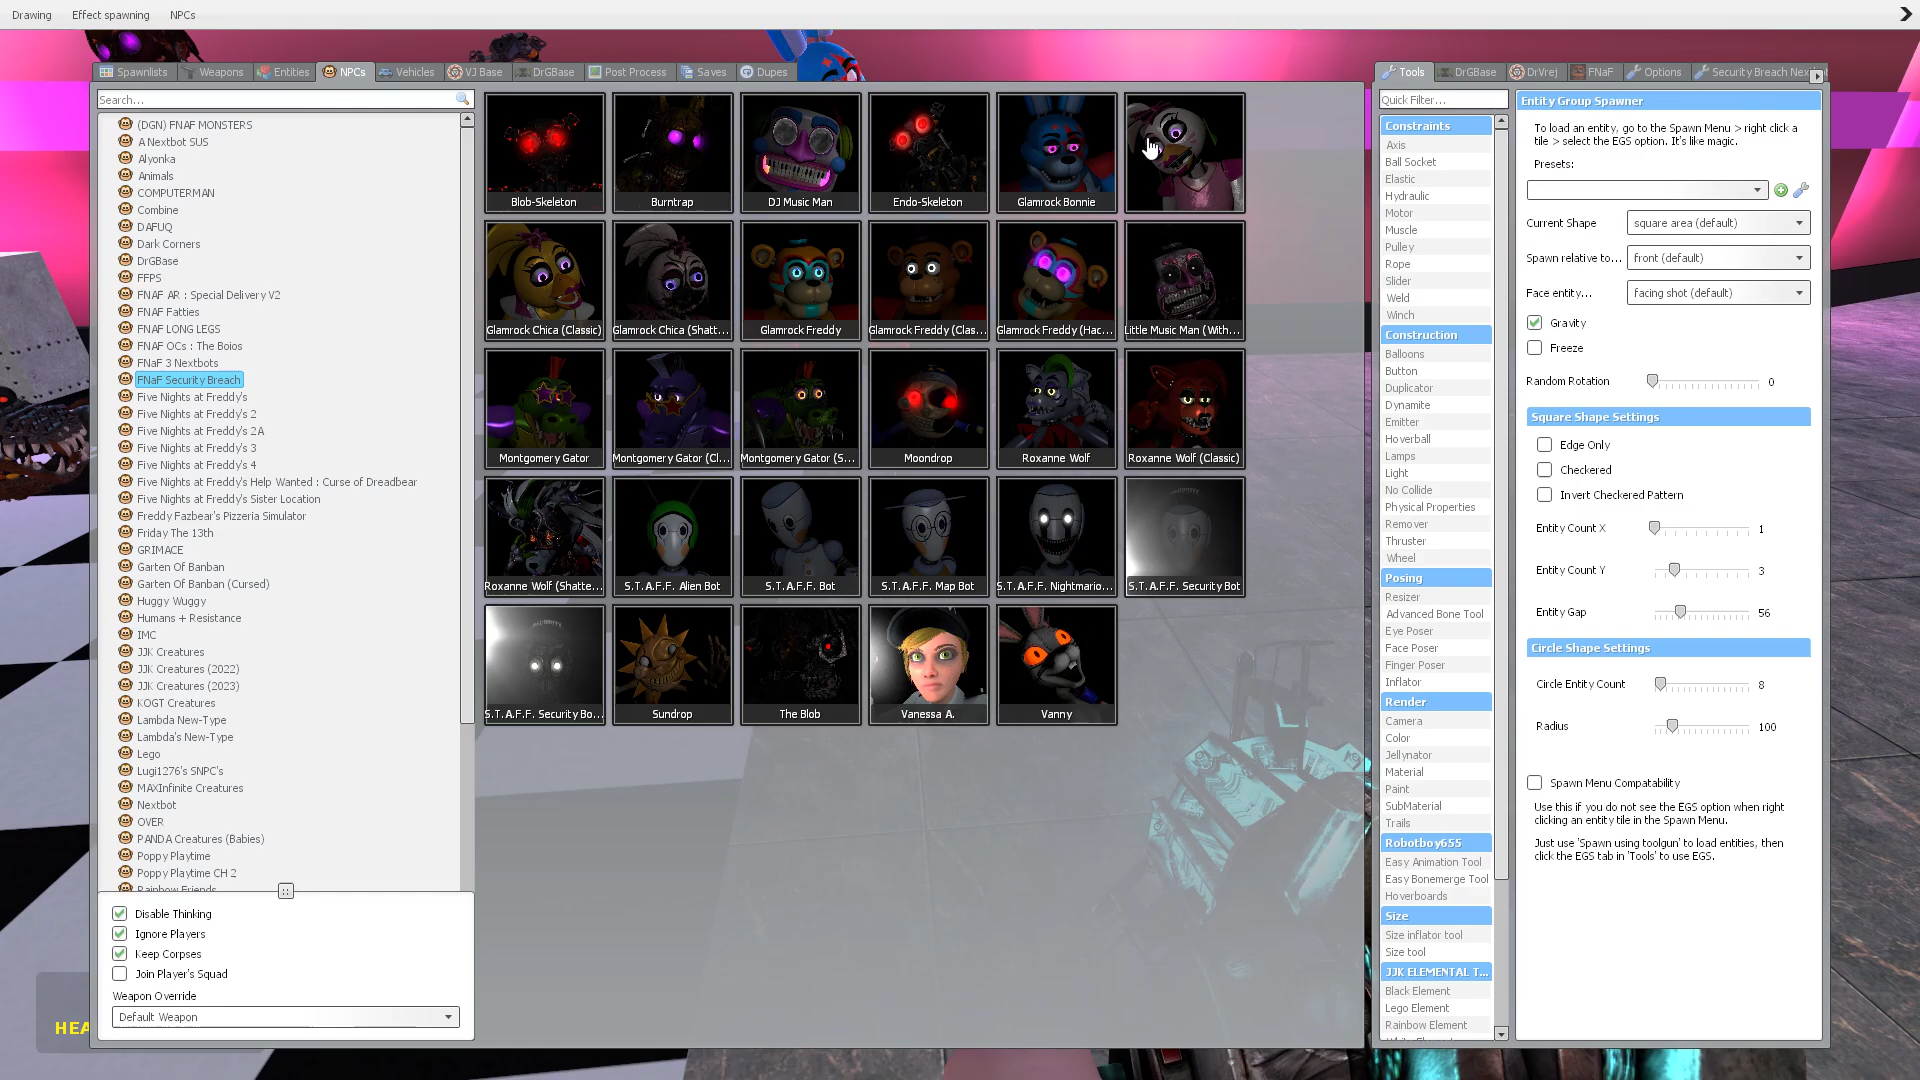 Drawing Effect spawning NPCs
Spawnlists Weapons Entities NPCs Vehicles VJ Base DrGBase Post Process Saves Dupes
Search...
(DGN) FNAF MONSTERS
A Nextbot SUS
Alyonka
Animals
COMPUTERMAN
Combine
DAFUQ
Dark Corners
DrGBase
FFPS
FNAF AR : Special Delivery V2
FNAF Fatties
FNAF LONG LEGS
FNAF OCs : The Boios
FNaF 3 Nextbots
FNaF Security Breach
Five Nights at Freddy's
Five Nights at Freddy's 2
Five Nights at Freddy's 2A
Five Nights at Freddy's 3
Five Nights at Freddy's 4
Five Nights at Freddy's Help Wanted : Curse of Dreadbear
Five Nights at Freddy's Sister Location
Freddy Fazbear's Pizzeria Simulator
Friday The 13th
GRIMACE
Garten Of Banban
Garten Of Banban (Cursed)
Huggy Wuggy
Humans + Resistance
IMC
JJK Creatures
JJK Creatures (2022)
JJK Creatures (2023)
KOGT Creatures
Lambda New-Type
Lambda's New-Type
Lego
Lugi1276's SNPC's
MAXInfinite Creatures
Nextbot
OVER
PANDA Creatures (Babies)
Poppy Playtime
Poppy Playtime CH 2
Rainbow Friends
Disable Thinking
Ignore Players
Keep Corpses
Join Player's Squad
Weapon Override
Default Weapon
HEA
Blob-Skeleton Burntrap DJ Music Man Endo-Skeleton Glamrock Bonnie
Glamrock Chica (Classic) Glamrock Chica (Shatt... Glamrock Freddy Glamrock Freddy (Clas... Glamrock Freddy (Hac... Little Music Man (With...
Montgomery Gator Montgomery Gator (Cl... Montgomery Gator (S... Moondrop Roxanne Wolf Roxanne Wolf (Classic)
Roxanne Wolf (Shatte... S.T.A.F.F. Alien Bot S.T.A.F.F. Bot S.T.A.F.F. Map Bot S.T.A.F.F. Nightmario... S.T.A.F.F. Security Bot
S.T.A.F.F. Security Bo... Sundrop The Blob Vanessa A. Vanny
Tools DrGBase DrVrej FNaF Options Security Breach Nextbot
Quick Filter...
Constraints
Axis
Ball Socket
Elastic
Hydraulic
Motor
Muscle
Pulley
Rope
Slider
Weld
Winch
Construction
Balloons
Button
Duplicator
Dynamite
Emitter
Hoverball
Lamps
Light
No Collide
Physical Properties
Remover
Thruster
Wheel
Posing
Resizer
Advanced Bone Tool
Eye Poser
Face Poser
Finger Poser
Inflator
Render
Camera
Color
Jellynator
Material
Paint
SubMaterial
Trails
Robotboy655
Easy Animation Tool
Easy Bonemerge Tool
Hoverboards
Size
Size inflator tool
Size tool
JJK ELEMENTAL T...
Black Element
Lego Element
Rainbow Element
Entity Group Spawner
To load an entity, go to the Spawn Menu > right click a
tile > select the EGS option. It's like magic.
Presets:
Current Shape square area (default)
Spawn relative to... front (default)
Face entity... facing shot (default)
Gravity
Freeze
Random Rotation 0
Square Shape Settings
Edge Only
Checkered
Invert Checkered Pattern
Entity Count X 1
Entity Count Y 3
Entity Gap 56
Circle Shape Settings
Circle Entity Count 8
Radius 100
Spawn Menu Compatability
Use this if you do not see the EGS option when right
clicking an entity tile in the Spawn Menu.
Just use 'Spawn using toolgun' to load entities, then
click the EGS tab in 'Tools' to use EGS.